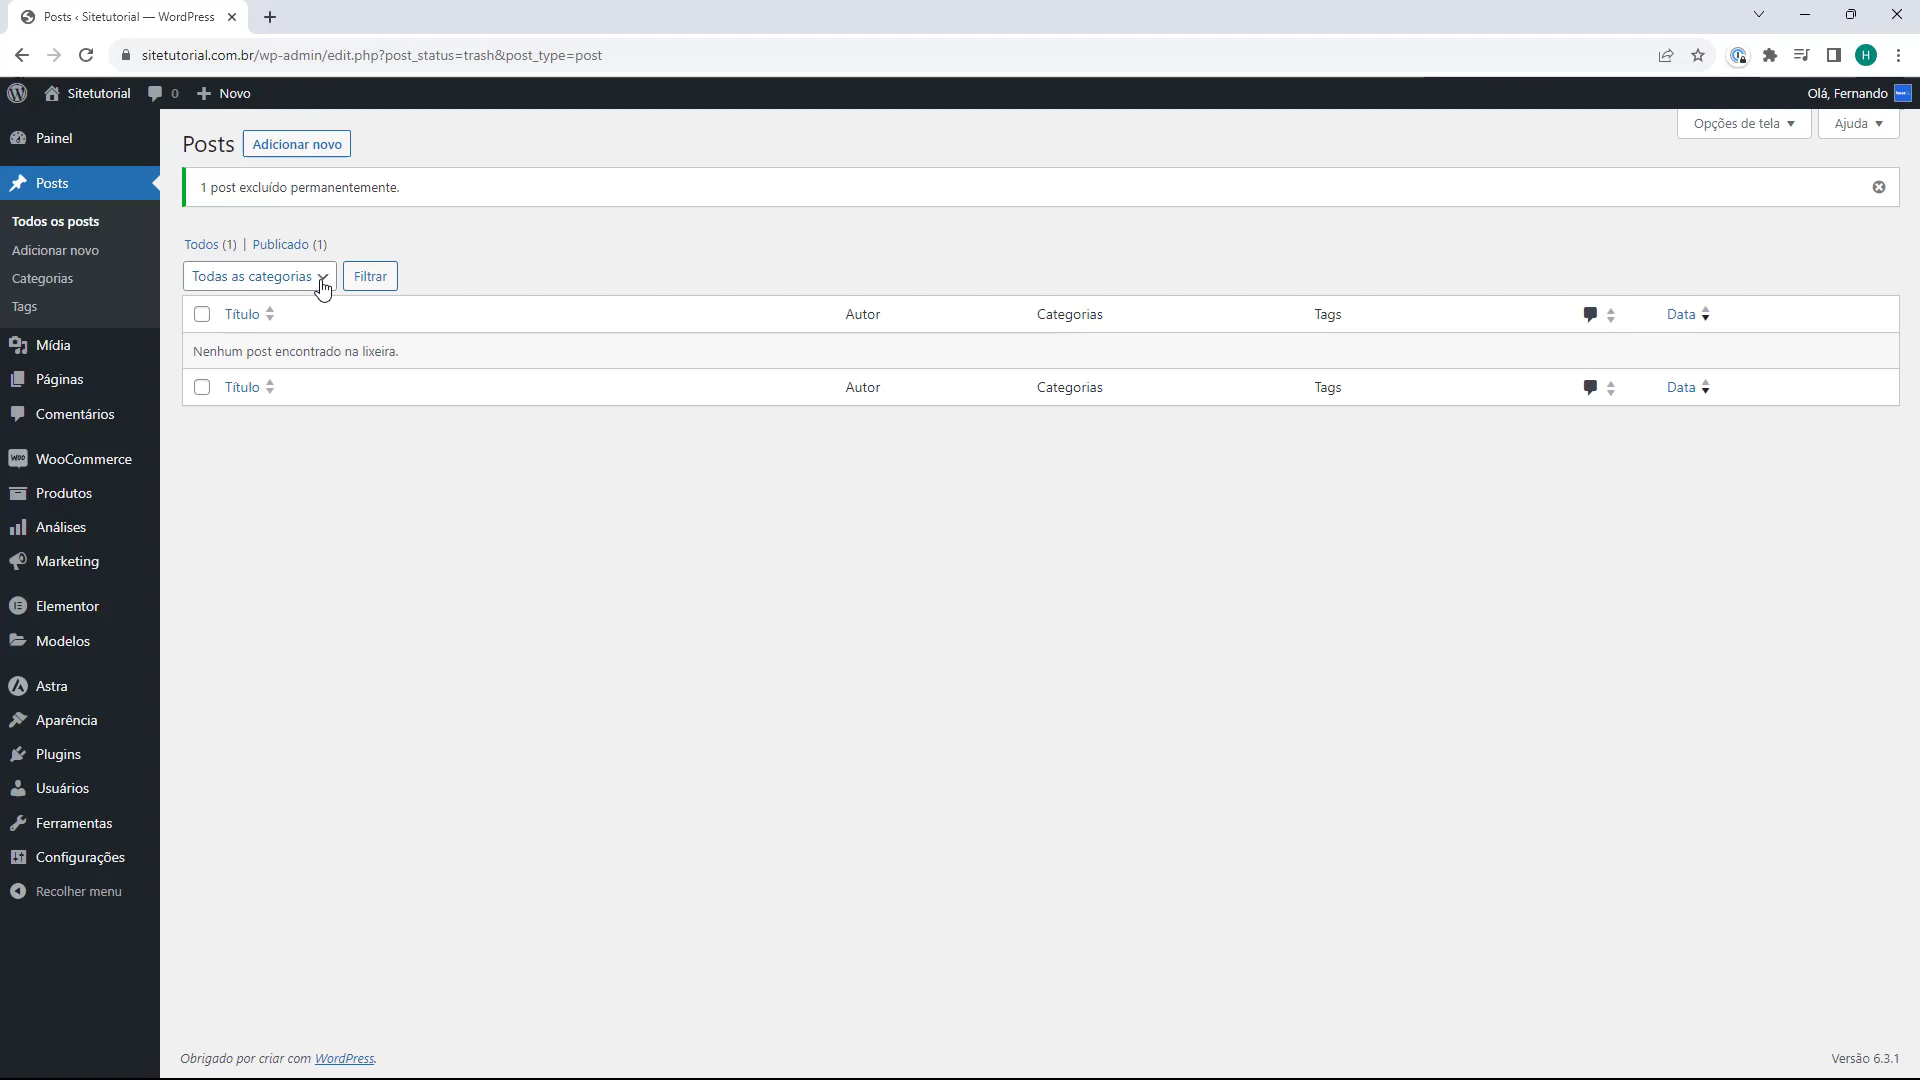 Posts ‹ Sitetutorial — WordPress
sitetutorial.com.br/wp-admin/edit.php?post_status=trash&post_type=post
H
Sitetutorial 0 Novo
Olá, Fernando
Painel
Posts
Todos os posts
Adicionar novo
Categorias
Tags
Mídia
Páginas
Comentários
WooCommerce
Produtos
Análises
Marketing
Elementor
Modelos
Astra
Aparência
Plugins
Usuários
Ferramentas
Configurações
Recolher menu
Opções de tela
Ajuda
Posts Adicionar novo
1 post excluído permanentemente.
Todos (1) | Publicado (1)
Todas as categorias Filtrar
Título Autor Categorias Tags Data
Nenhum post encontrado na lixeira.
Título Autor Categorias Tags Data
Obrigado por criar com WordPress.
Versão 6.3.1